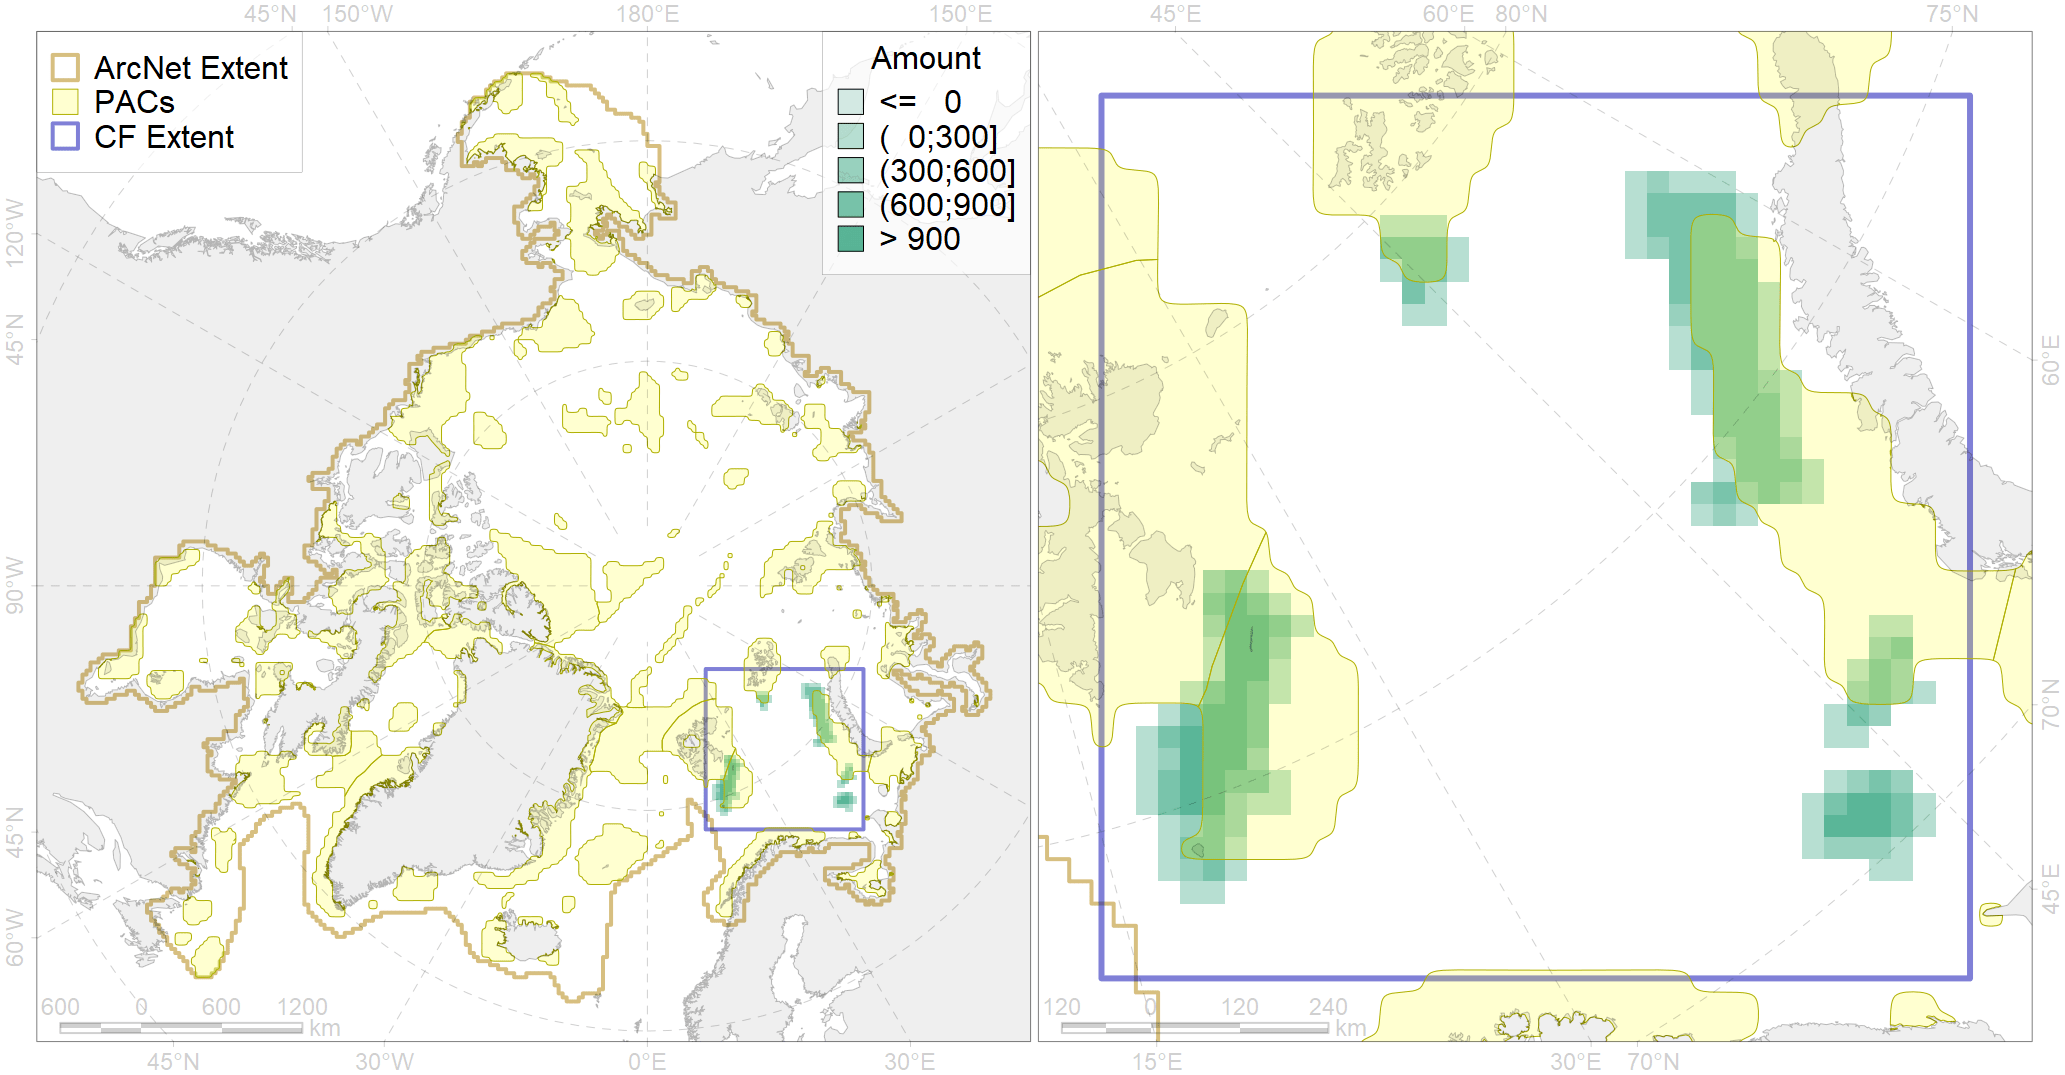 45°N 150°W 180°E 150°E 45°E 60°E 80°N 75°N
ArcNet Extent
PACs
CF Extent
Amount
<= 0
( 0;300]
(300;600]
(600;900]
> 900
120°W
45°N
90°W
45°N
60°W
60°E
70°N
45°E
600 0 600 1200
km
120 0 120 240
km
45°N 30°W 0°E 30°E 15°E 30°E 70°N